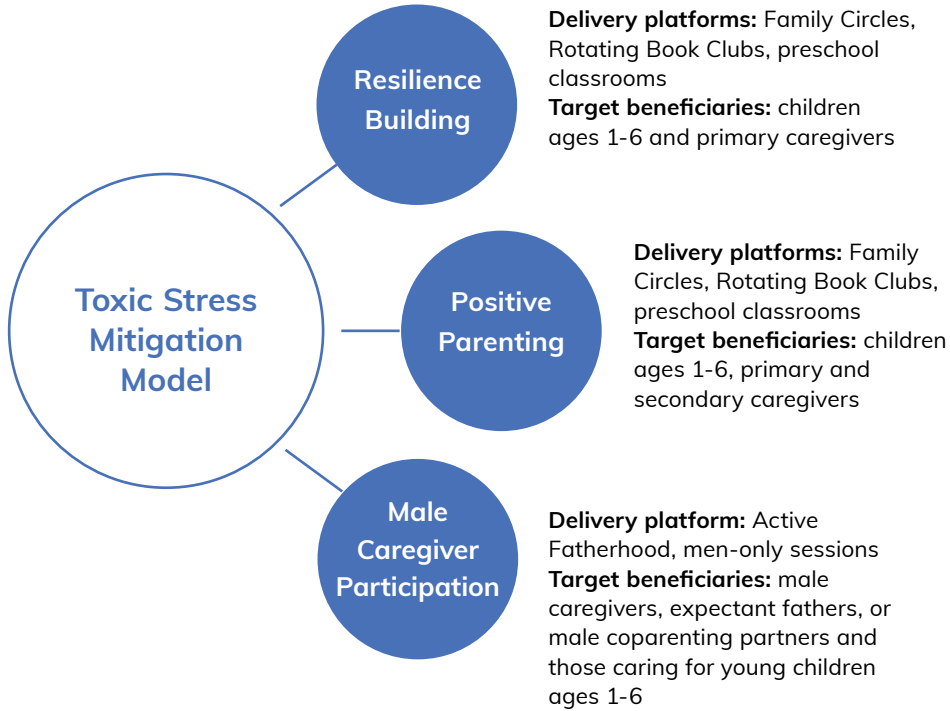 Toxic Stress
Mitigation
Model
Resilience
Building
Delivery platforms: Family Circles,
Rotating Book Clubs, preschool
classrooms
Target beneficiaries: children
ages 1-6 and primary caregivers
Positive
Parenting
Delivery platforms: Family
Circles, Rotating Book Clubs,
preschool classrooms
Target beneficiaries: children
ages 1-6, primary and
secondary caregivers
Male
Caregiver
Participation
Delivery platform: Active
Fatherhood, men-only sessions
Target beneficiaries: male
caregivers, expectant fathers, or
male coparenting partners and
those caring for young children
ages 1-6